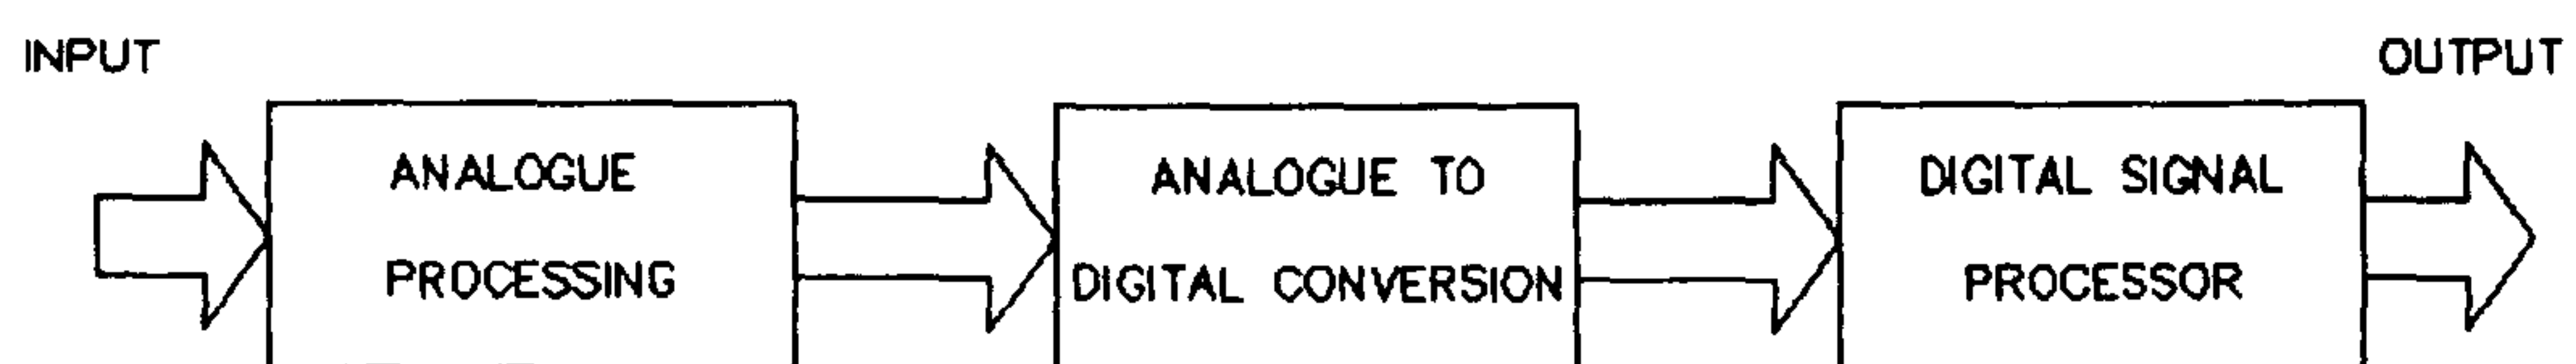 INPUT
OUTPUT
ANALOGUE
PROCESSING
ANALOGUE TO
DIGITAL CONVERSION
DIGITAL SIGNAL
PROCESSOR